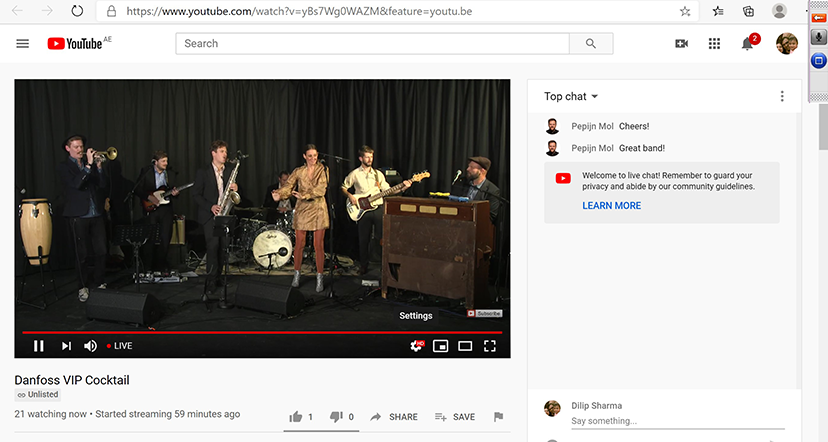 https://www.youtube.com/watch?v=yBs7Wg0WAZM&feature=youtu.be
YouTube AE
Search
2
Top chat
Pepijn Mol Cheers!
Pepijn Mol Great band!
Welcome to live chat! Remember to guard your
privacy and abide by our community guidelines.
LEARN MORE
Settings
Subscribe
LIVE
HD
Danfoss VIP Cocktail
Unlisted
21 watching now • Started streaming 59 minutes ago
1
0
SHARE
SAVE
Dilip Sharma
Say something...